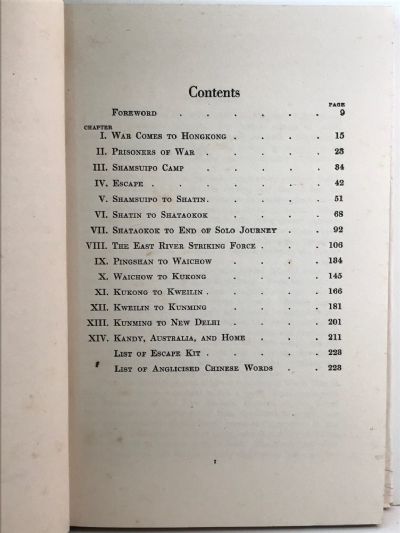 Contents
PAGE
FOREWORD . . . . . . 9
CHAPTER
I. WAR COMES TO HONGKONG . . . . 15
II. PRISONERS OF WAR . . . . . 23
III. SHAMSUIPO CAMP . . . . . 34
IV. ESCAPE . . . . . . . 42
V. SHAMSUIPO TO SHATIN . . . . 51
VI. SHATIN TO SHATAOKOK . . . . 68
VII. SHATAOKOK TO END OF SOLO JOURNEY . . 92
VIII. THE EAST RIVER STRIKING FORCE . . . 106
IX. PINGSHAN TO WAICHOW . . . . 134
X. WAICHOW TO KUKONG . . . . 145
XI. KUKONG TO KWEILIN . . . . . 166
XII. KWEILIN TO KUNMING . . . . 181
XIII. KUNMING TO NEW DELHI . . . . 201
XIV. KANDY, AUSTRALIA, AND HOME . . . 211
LIST OF ESCAPE KIT . . . . . 223
LIST OF ANGLICISED CHINESE WORDS . . 223
7